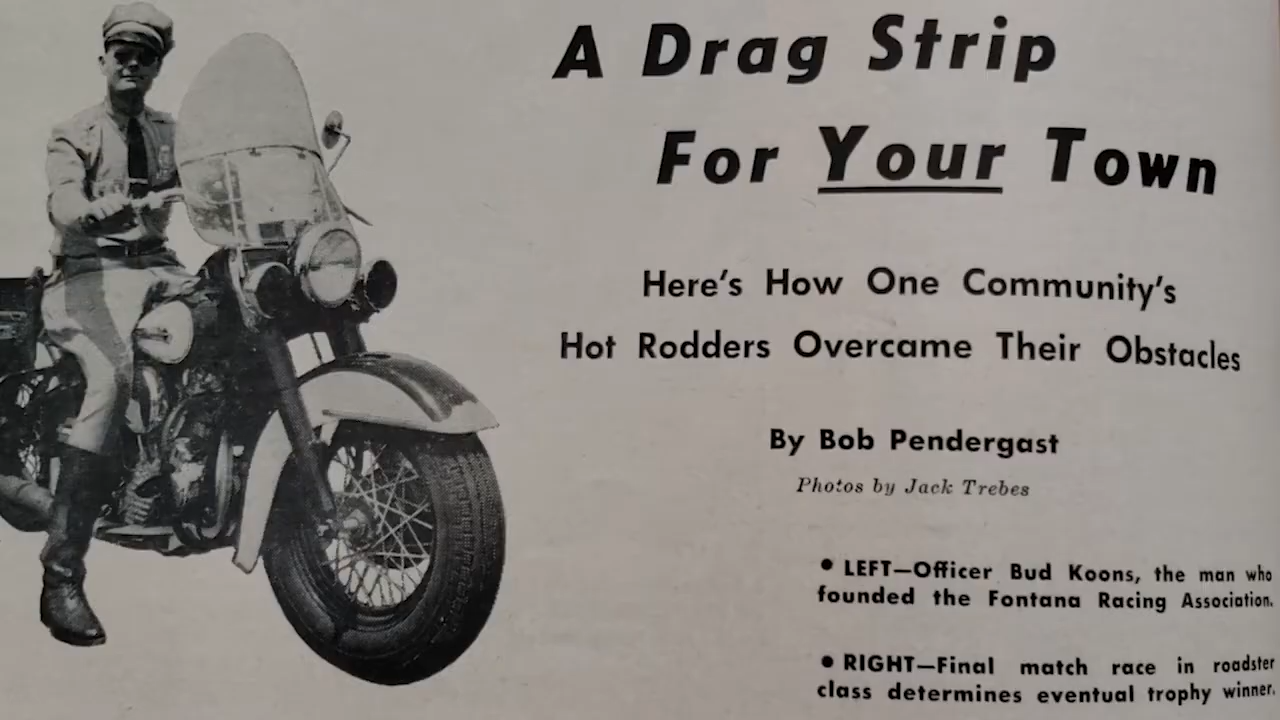 A Drag Strip
For Your Town
Here's How One Community's
Hot Rodders Overcame Their Obstacles
By Bob Pendergast
Photos by Jack Trebes
• LEFT—Officer Bud Koons, the man who
founded the Fontana Racing Association.
• RIGHT—Final match race in roadster
class determines eventual trophy winner.